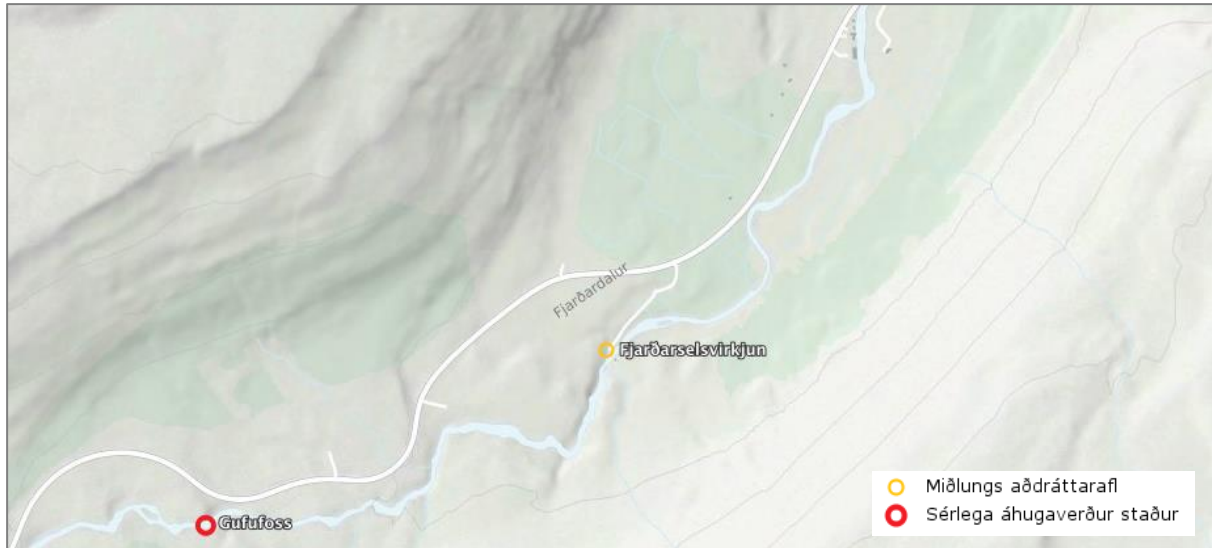 Fjarðardalur
Fjarðarselsvirkjun
Gufufoss
Miðlungs aðdráttarafl
Sérlega áhugaverður staður